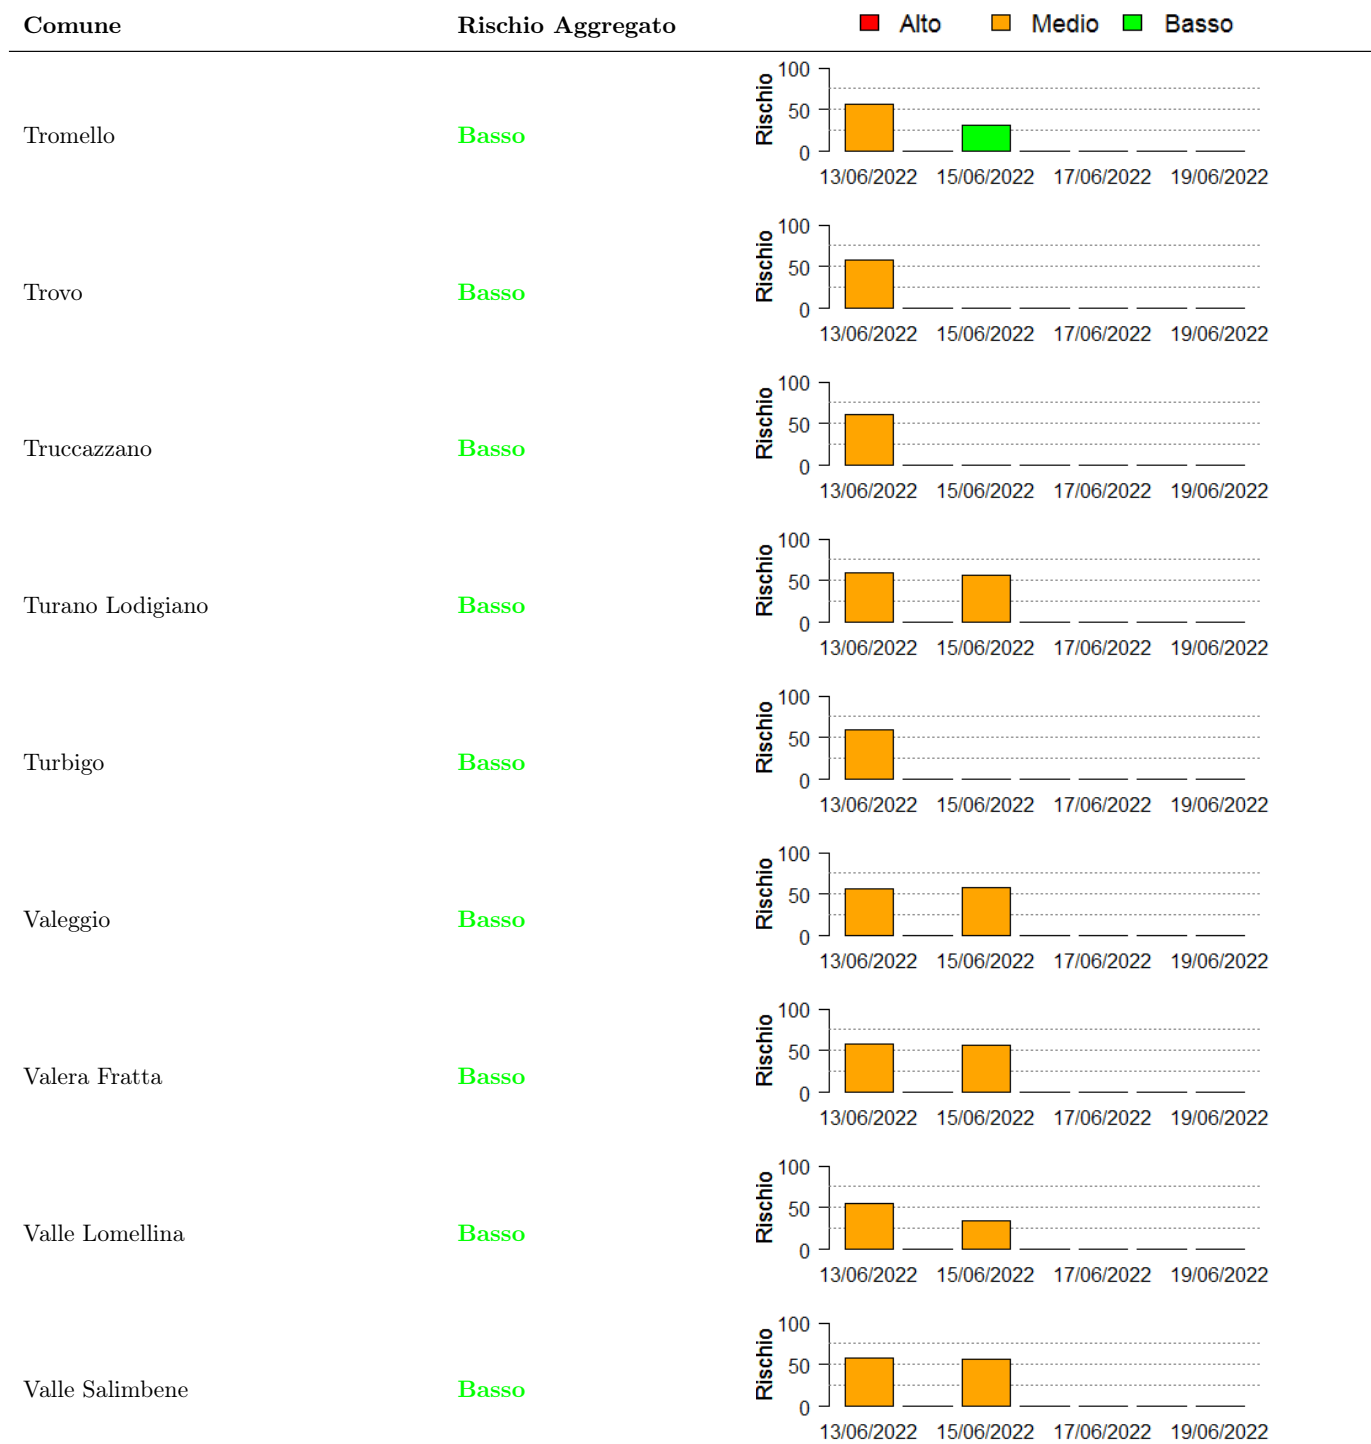 Comune Rischio Aggregato Alto Medio Basso
100
50
0
Rischio
Tromello Basso
13/06/2022 15/06/2022 17/06/2022 19/06/2022
100
50
0
Rischio
Trovo Basso
13/06/2022 15/06/2022 17/06/2022 19/06/2022
100
50
0
Rischio
Truccazzano Basso
13/06/2022 15/06/2022 17/06/2022 19/06/2022
100
50
0
Rischio
Turano Lodigiano Basso
13/06/2022 15/06/2022 17/06/2022 19/06/2022
100
50
0
Rischio
Turbigo Basso
13/06/2022 15/06/2022 17/06/2022 19/06/2022
100
50
0
Rischio
Valeggio Basso
13/06/2022 15/06/2022 17/06/2022 19/06/2022
100
50
0
Rischio
Valera Fratta Basso
13/06/2022 15/06/2022 17/06/2022 19/06/2022
100
50
0
Rischio
Valle Lomellina Basso
13/06/2022 15/06/2022 17/06/2022 19/06/2022
100
50
0
Rischio
Valle Salimbene Basso
13/06/2022 15/06/2022 17/06/2022 19/06/2022